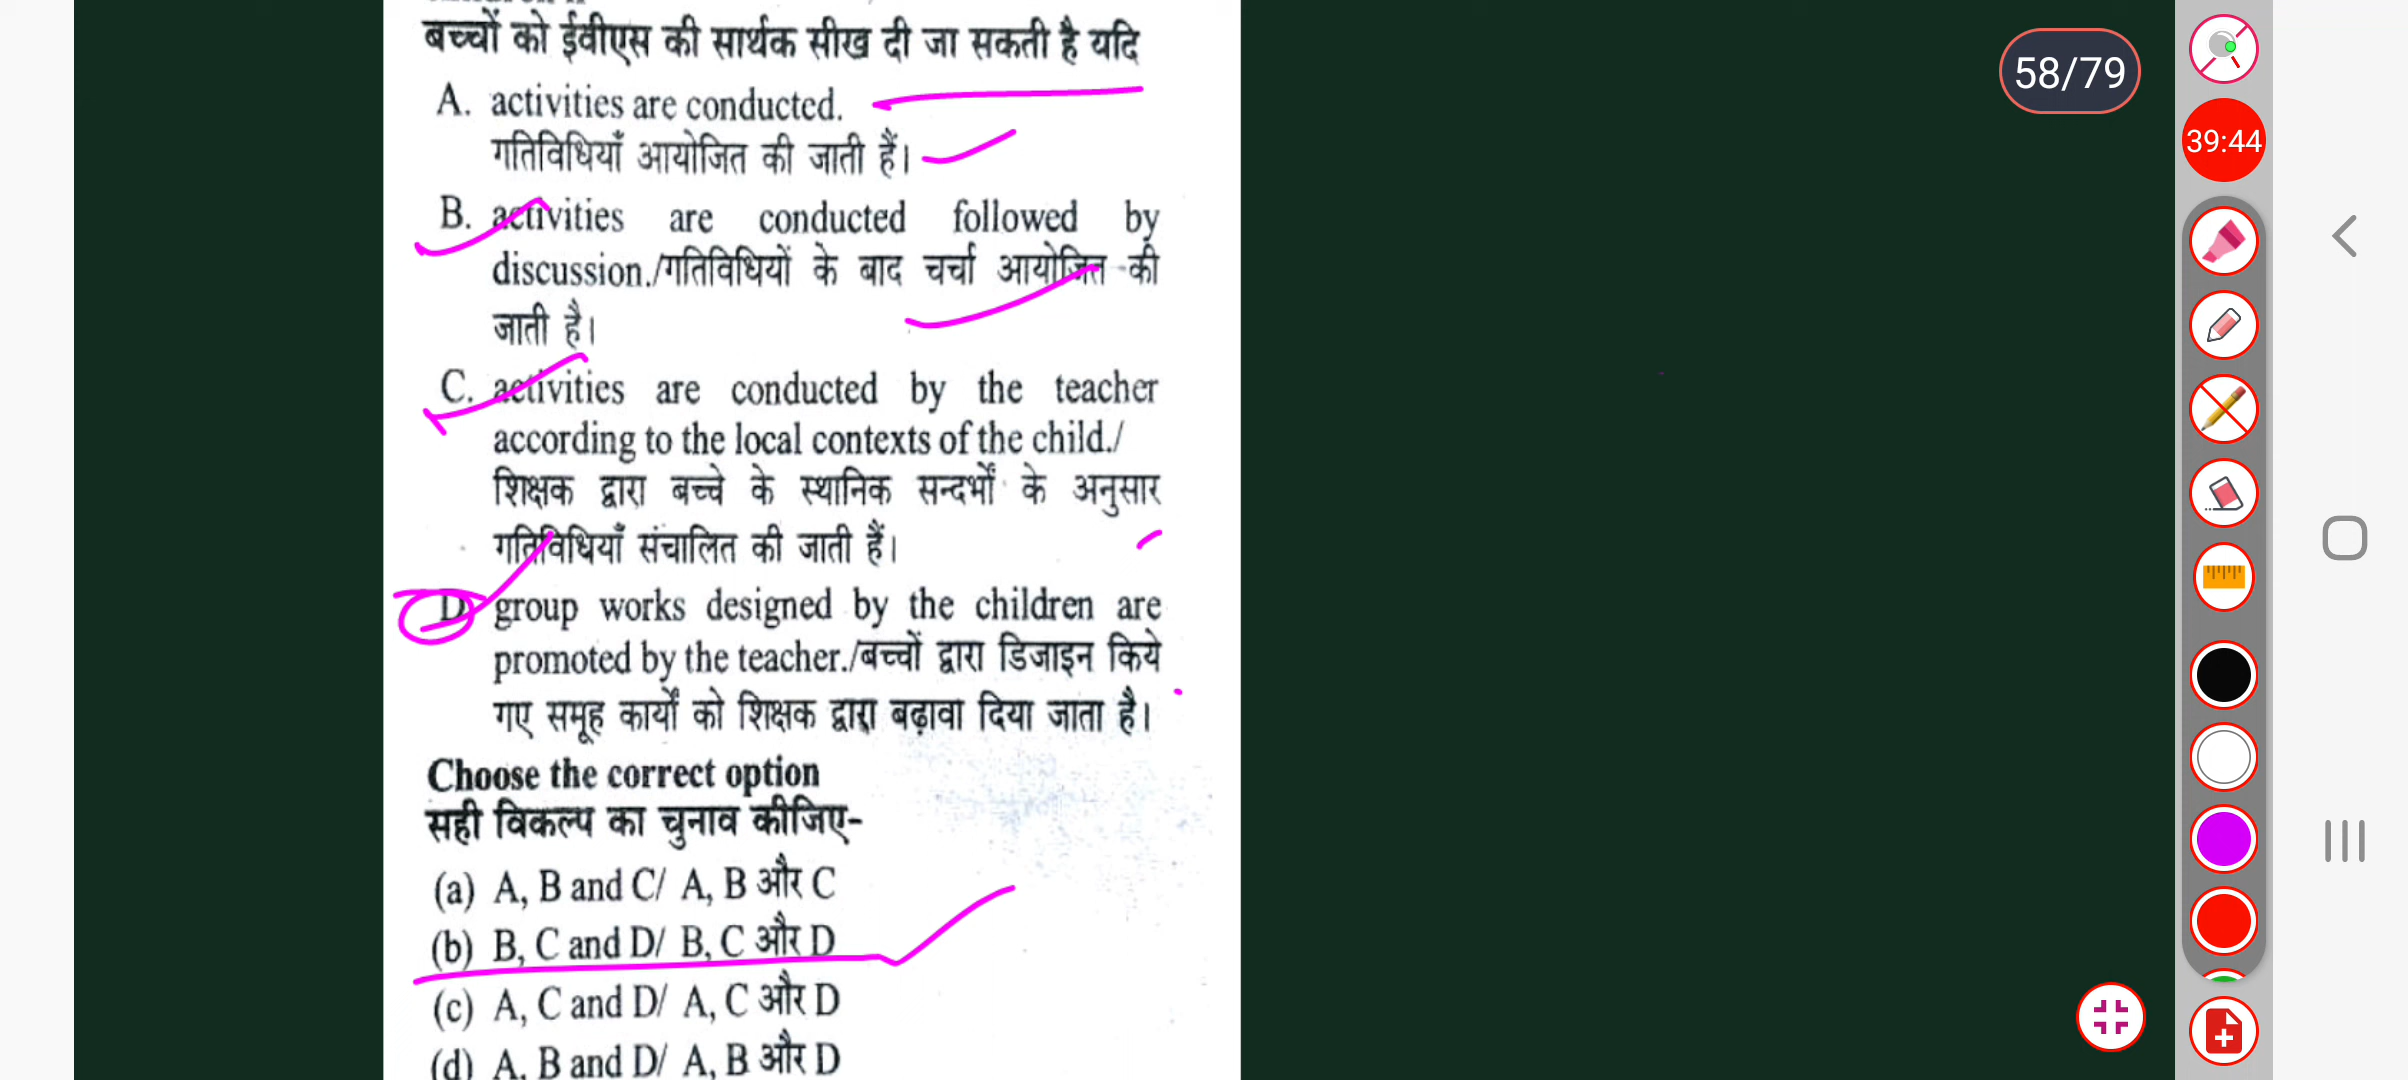 बच्चों को ईवीएस की सार्थक सीख दी जा सकती है यदि
A. activities are conducted.
गतिविधियाँ आयोजित की जाती हैं।
B. activities are conducted followed by
discussion./गतिविधियों के बाद चर्चा आयोजित की
जाती है।
C. activities are conducted by the teacher
according to the local contexts of the child./
शिक्षक द्वारा बच्चे के स्थानिक सन्दर्भों के अनुसार
गतिविधियाँ संचालित की जाती हैं।
D. group works designed by the children are
promoted by the teacher./बच्चों द्वारा डिजाइन किये
गए समूह कार्यों को शिक्षक द्वारा बढ़ावा दिया जाता है।
Choose the correct option
सही विकल्प का चुनाव कीजिए-
(a) A, B and C/ A, B और C
(b) B, C and D/ B, C और D
(c) A, C and D/ A, C और D
(d) A, B and D/ A, B और D
58/79
39:44